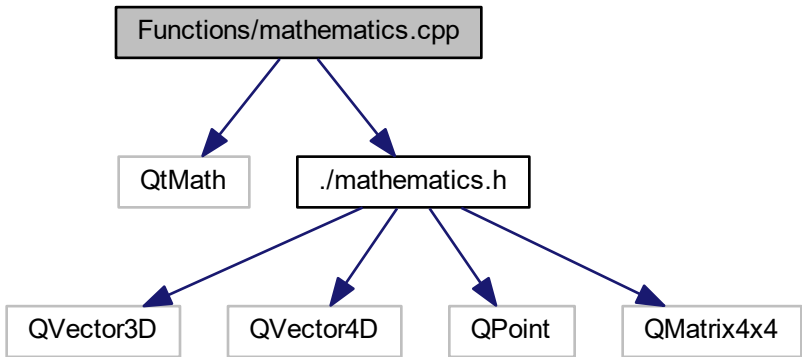 Functions/mathematics.cpp
QtMath
./mathematics.h
QVector3D
QVector4D
QPoint
QMatrix4x4